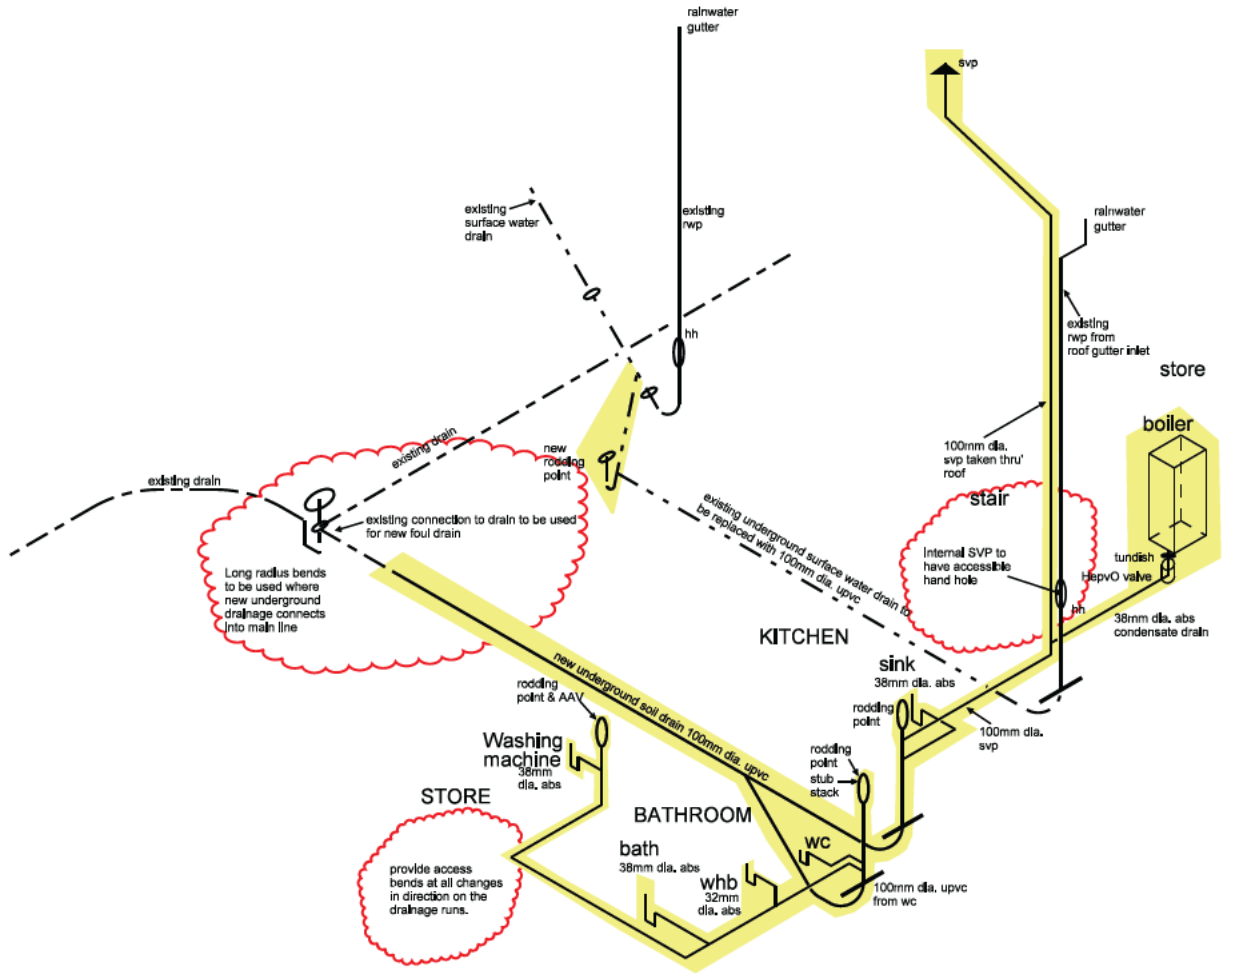 rainwater
gutter
svp
existing
surface water
drain
existing
rwp
rainwater
gutter
hh
existing
rwp from
roof gutter inlet
store
boiler
100mm dia.
svp taken thru'
roof
stair
existing drain
existing drain
new
rodding
point
existing connection to drain to be used
for new foul drain
existing underground surface water drain to
be replaced with 100mm dia. upvc
Internal SVP to
have accessible
hand hole
tundish
HepvO valve
hh
38mm dia. abs
condensate drain
Long radius bends
to be used where
new underground
drainage connects
into main line
KITCHEN
sink
38mm dia. abs
rodding
point
100mm dia.
svp
new underground soil drain 100mm dia. upvc
rodding
point & AAV
Washing
machine
38mm
dia. abs
rodding
point
stub
stack
STORE
BATHROOM
wc
bath
38mm dia. abs
whb
32mm
dia. abs
100mm dia. upvc
from wc
provide access
bends at all changes
in direction on the
drainage runs.